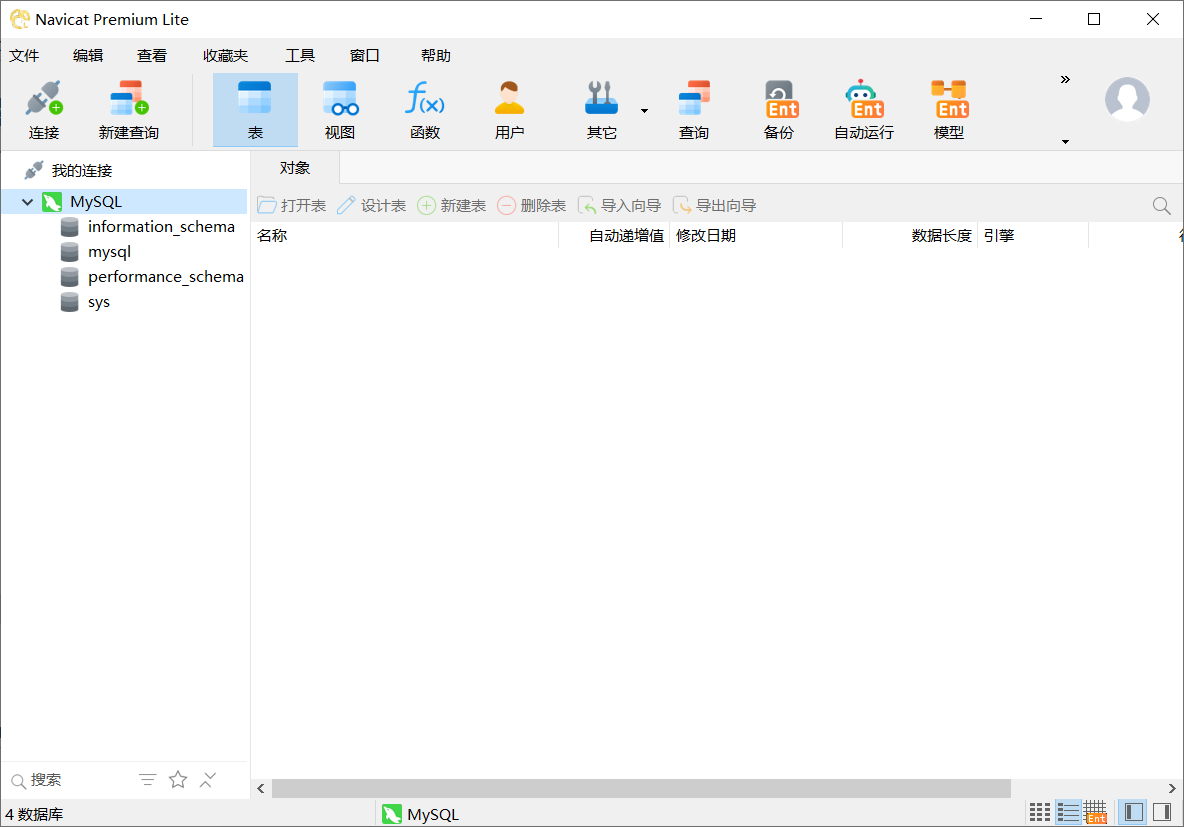 Navicat Premium Lite
文件 编辑 查看 收藏夹 工具 窗口 帮助
连接 新建查询 表 视图 函数 用户 其它 查询 Ent 备份 Ent 自动运行 Ent 模型
我的连接
MySQL
information_schema
mysql
performance_schema
sys
对象
打开表 设计表 新建表 删除表 导入向导 导出向导
名称 自动递增值 修改日期 数据长度 引擎
搜索
4 数据库 MySQL Ent